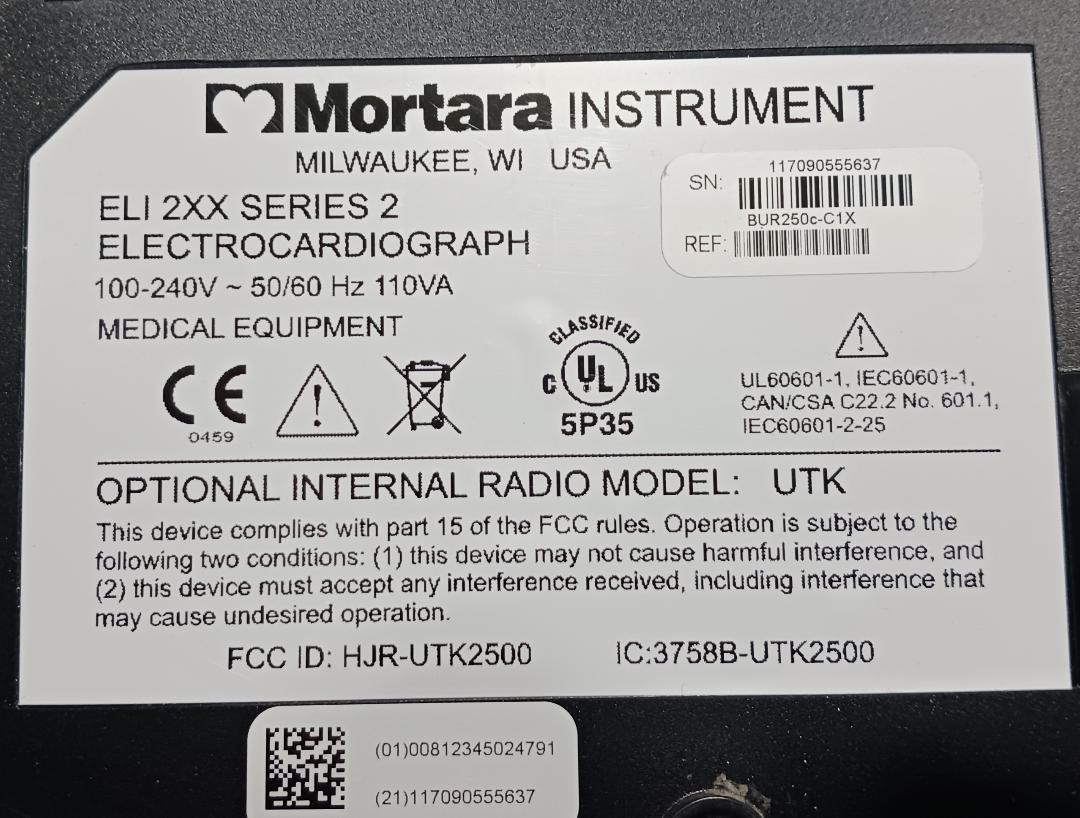 Mortara INSTRUMENT
MILWAUKEE, WI USA
ELI 2XX SERIES 2
ELECTROCARDIOGRAPH
100-240V ~ 50/60 Hz 110VA
MEDICAL EQUIPMENT
117090555637
SN:
BUR250c-C1X
REF:
CE
0459
CLASSIFIED
C UL US
5P35
UL60601-1, IEC60601-1,
CAN/CSA C22.2 No. 601.1,
IEC60601-2-25
OPTIONAL INTERNAL RADIO MODEL: UTK
This device complies with part 15 of the FCC rules. Operation is subject to the
following two conditions: (1) this device may not cause harmful interference, and
(2) this device must accept any interference received, including interference that
may cause undesired operation.
FCC ID: HJR-UTK2500 IC:3758B-UTK2500
(01)00812345024791
(21)117090555637